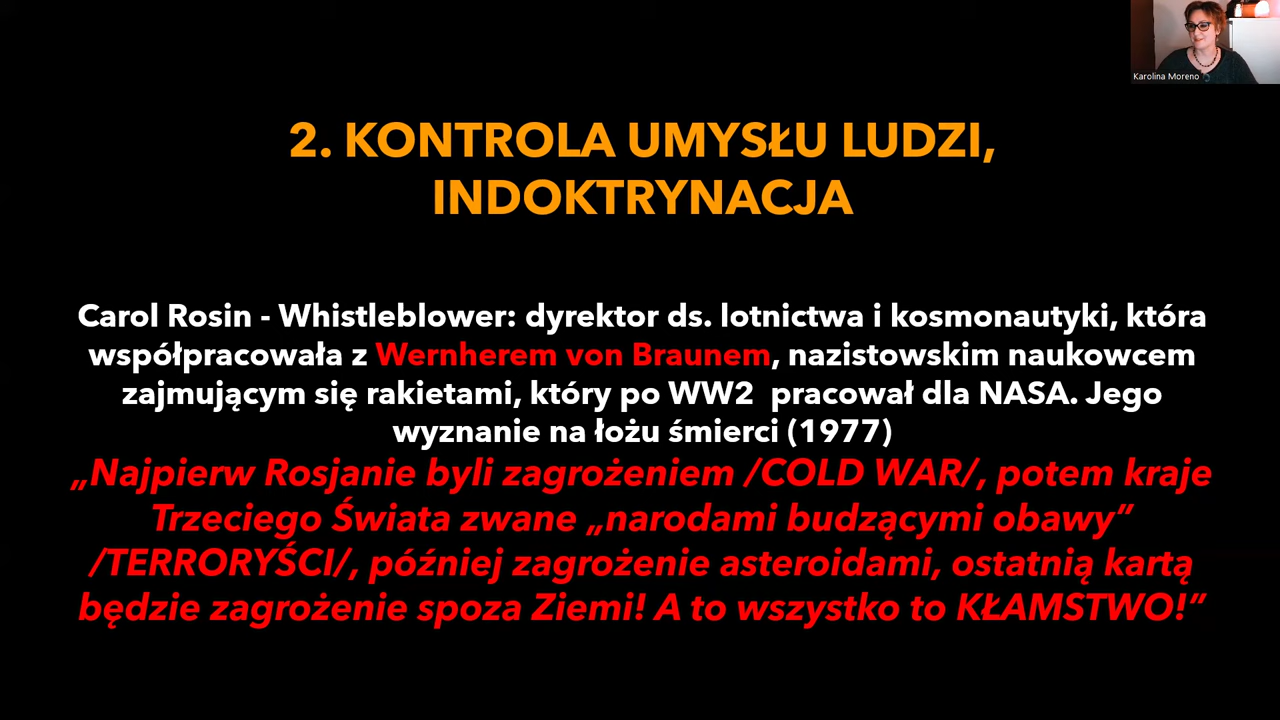 Karolina Moreno
2. KONTROLA UMYSŁU LUDZI,
INDOKTRYNACJA
Carol Rosin - Whistleblower: dyrektor ds. lotnictwa i kosmonautyki, która
współpracowała z Wernherem von Braunem, nazistowskim naukowcem
zajmującym się rakietami, który po WW2  pracował dla NASA. Jego
wyznanie na łożu śmierci (1977)
„Najpierw Rosjanie byli zagrożeniem /COLD WAR/, potem kraje
Trzeciego Świata zwane „narodami budzącymi obawy”
/TERRORYŚCI/, później zagrożenie asteroidami, ostatnią kartą
będzie zagrożenie spoza Ziemi! A to wszystko to KŁAMSTWO!”